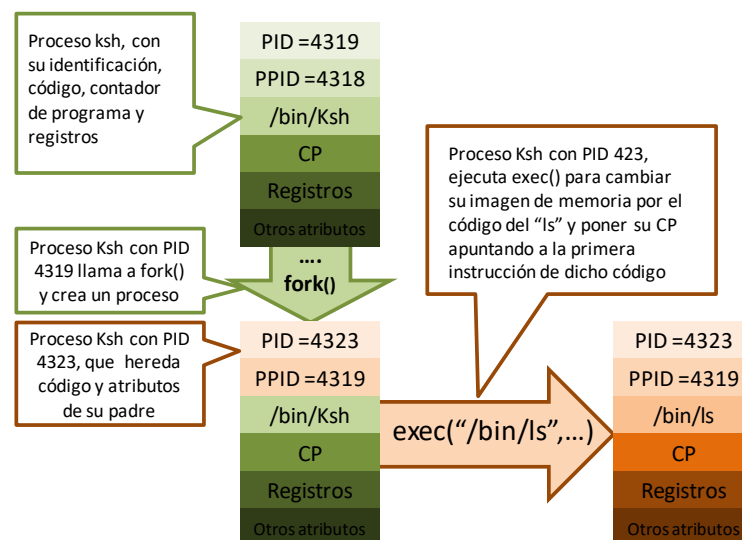 Proceso ksh, con
su identificación,
código, contador
de programa y
registros
PID =4319
PPID =4318
/bin/Ksh
CP
Registros
Otros atributos
Proceso Ksh con PID
4319 llama a fork()
y crea un proceso
....
fork()
Proceso Ksh con PID 423,
ejecuta exec() para cambiar
su imagen de memoria por el
código del “ls” y poner su CP
apuntando a la primera
instrucción de dicho código
Proceso Ksh con PID
4323, que hereda
código y atributos
de su padre
PID =4323
PPID =4319
/bin/Ksh
CP
Registros
Otros atributos
exec(“/bin/ls”,...)
PID =4323
PPID =4319
/bin/ls
CP
Registros
Otros atributos